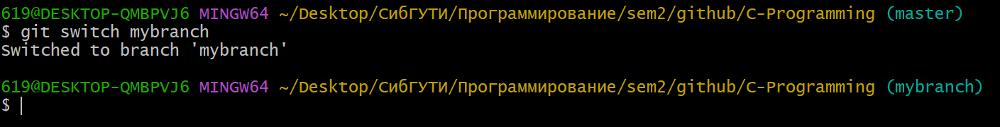 619@DESKTOP-QMBPVJ6 MINGW64 ~/Desktop/СибГУТИ/Программирование/sem2/github/C-Programming (master)
$ git switch mybranch
Switched to branch 'mybranch'
619@DESKTOP-QMBPVJ6 MINGW64 ~/Desktop/СибГУТИ/Программирование/sem2/github/C-Programming (mybranch)
$